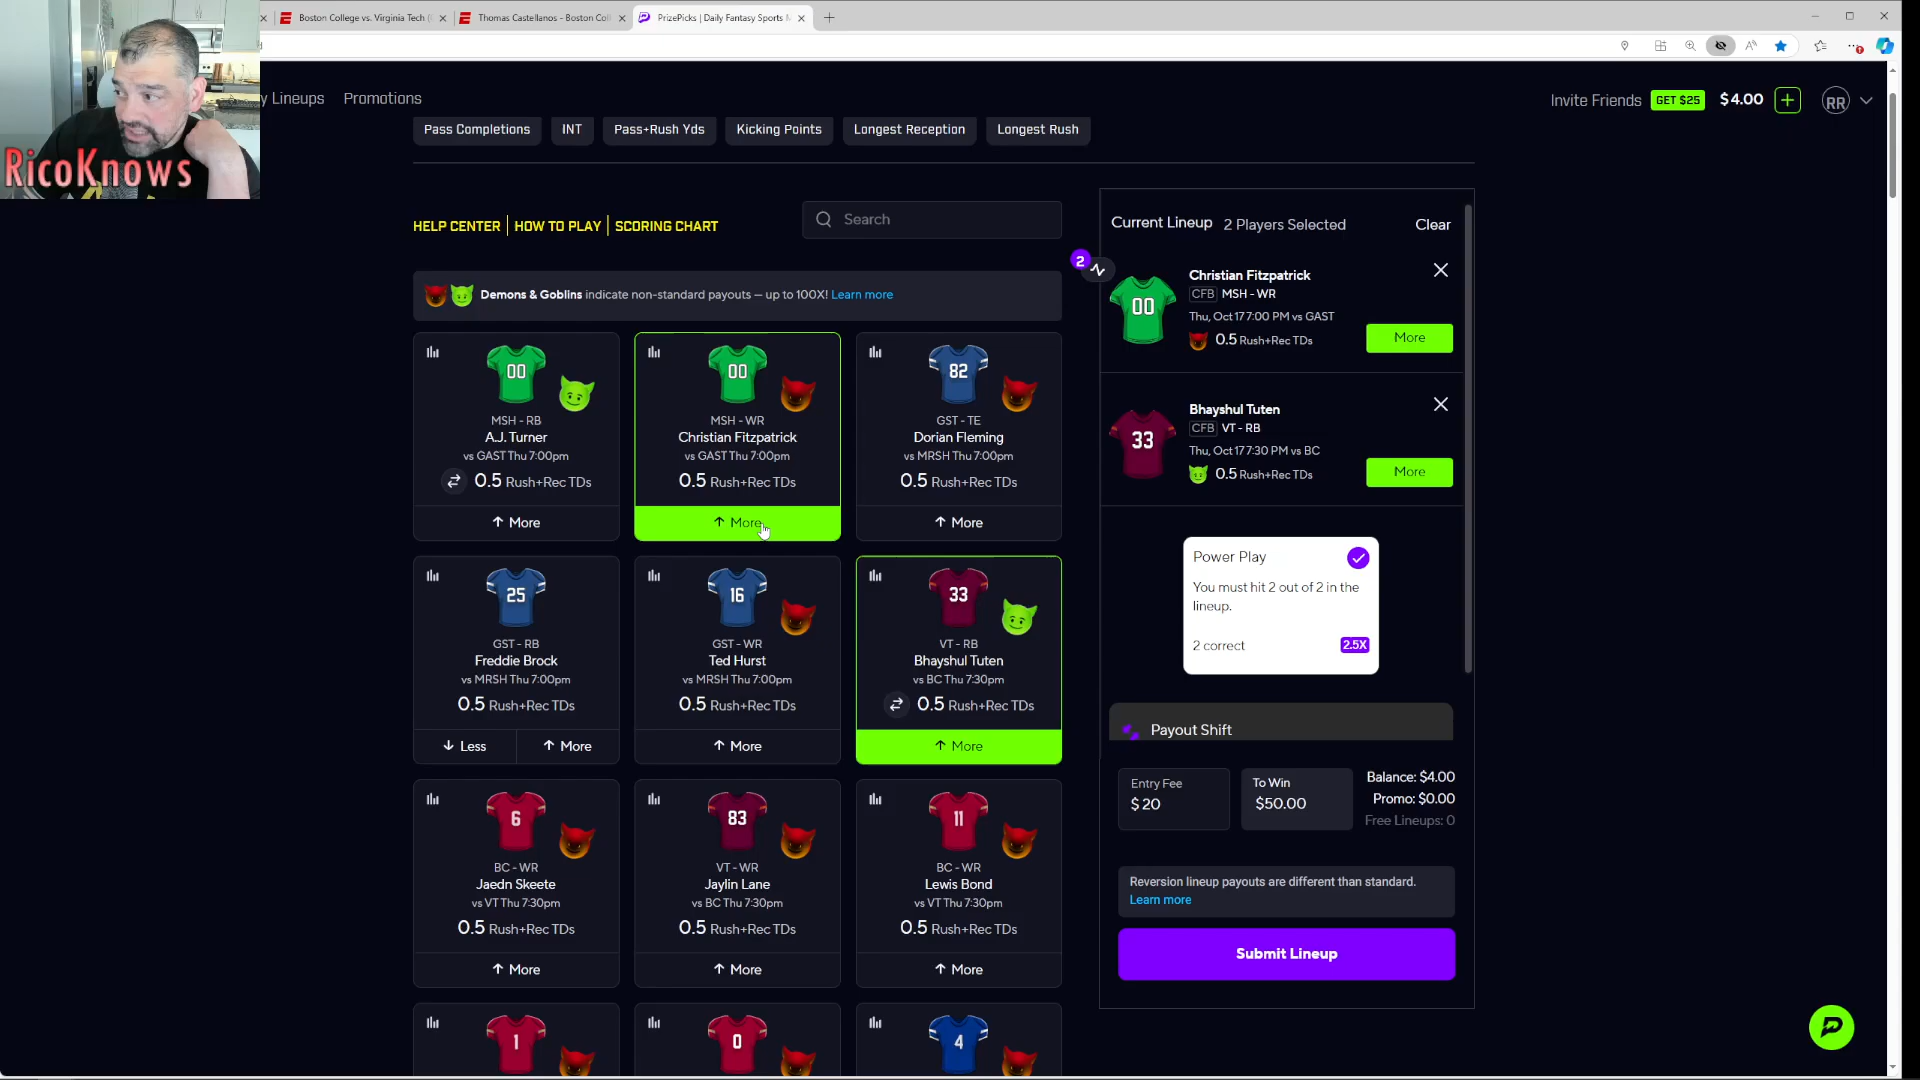 Boston College vs. Virginia Tech (
Thomas Castellanos - Boston Coll
PrizePicks | Daily Fantasy Sports M
y Lineups
Promotions
Invite Friends
GET $25
$4.00
RR
Pass Completions
INT
Pass+Rush Yds
Kicking Points
Longest Reception
Longest Rush
RicoKnows
HELP CENTER
HOW TO PLAY
SCORING CHART
Search
Demons & Goblins indicate non-standard payouts — up to 100X! Learn more
00
MSH - RB
A.J. Turner
vs GAST Thu 7:00pm
0.5 Rush+Rec TDs
More
00
MSH - WR
Christian Fitzpatrick
vs GAST Thu 7:00pm
0.5 Rush+Rec TDs
More
82
GST - TE
Dorian Fleming
vs MRSH Thu 7:00pm
0.5 Rush+Rec TDs
More
25
GST - RB
Freddie Brock
vs MRSH Thu 7:00pm
0.5 Rush+Rec TDs
Less
More
16
GST - WR
Ted Hurst
vs MRSH Thu 7:00pm
0.5 Rush+Rec TDs
More
33
VT - RB
Bhayshul Tuten
vs BC Thu 7:30pm
0.5 Rush+Rec TDs
More
6
BC - WR
Jaedn Skeete
vs VT Thu 7:30pm
0.5 Rush+Rec TDs
More
83
VT - WR
Jaylin Lane
vs BC Thu 7:30pm
0.5 Rush+Rec TDs
More
11
BC - WR
Lewis Bond
vs VT Thu 7:30pm
0.5 Rush+Rec TDs
More
1
0
4
Current Lineup
2 Players Selected
Clear
2
00
Christian Fitzpatrick
CFB MSH - WR
Thu, Oct 17 7:00 PM vs GAST
0.5 Rush+Rec TDs
More
33
Bhayshul Tuten
CFB VT - RB
Thu, Oct 17 7:30 PM vs BC
0.5 Rush+Rec TDs
More
Power Play
You must hit 2 out of 2 in the
lineup.
2 correct
2.5X
Payout Shift
Entry Fee
$ 20
To Win
$50.00
Balance: $4.00
Promo: $0.00
Free Lineups: 0
Reversion lineup payouts are different than standard.
Learn more
Submit Lineup